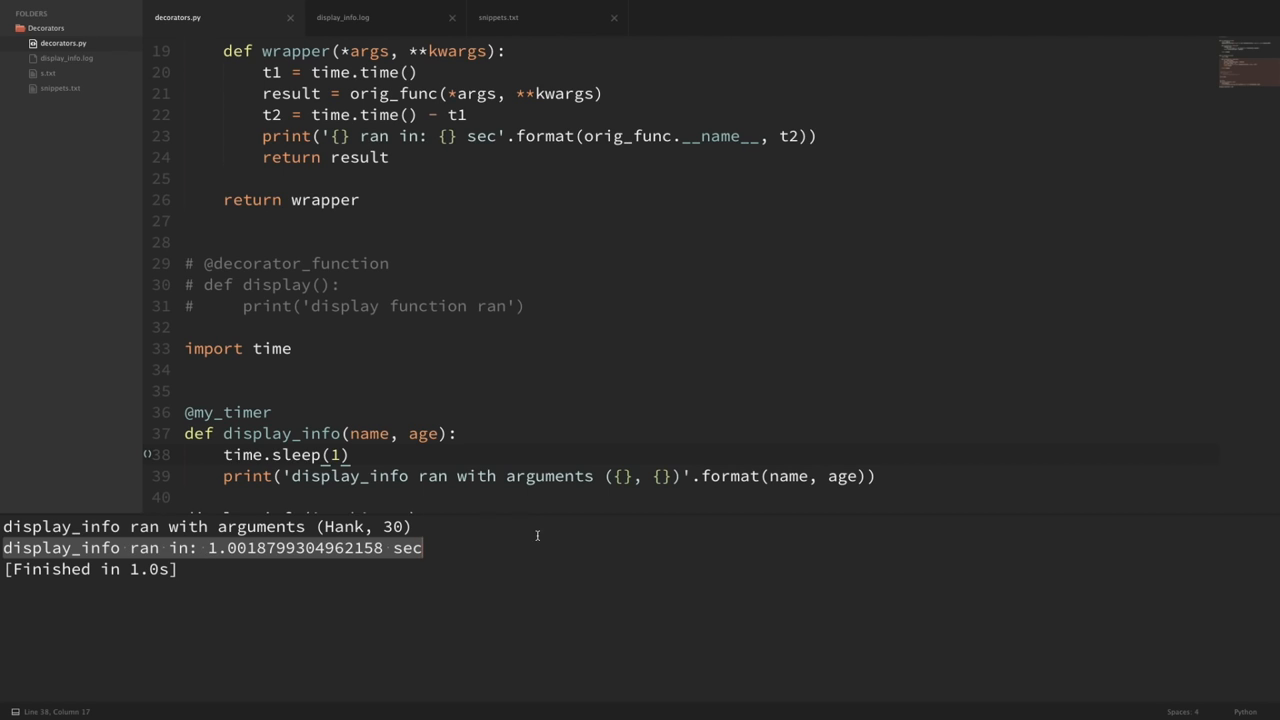 FOLDERS
Decorators
decorators.py
display_info.log
s.txt
snippets.txt
decorators.py
display_info.log
snippets.txt
19     def wrapper(*args, **kwargs):
20         t1 = time.time()
21         result = orig_func(*args, **kwargs)
22         t2 = time.time() - t1
23         print('{} ran in: {} sec'.format(orig_func.__name__, t2))
24         return result
25
26     return wrapper
27
28
29 # @decorator_function
30 # def display():
31 #     print('display function ran')
32
33 import time
34
35
36 @my_timer
37 def display_info(name, age):
38     time.sleep(1)
39     print('display_info ran with arguments ({}, {})'.format(name, age))
40
display_info ran with arguments (Hank, 30)
display_info ran in: 1.0018799304962158 sec
[Finished in 1.0s]
Line 38, Column 17
Spaces: 4
Python